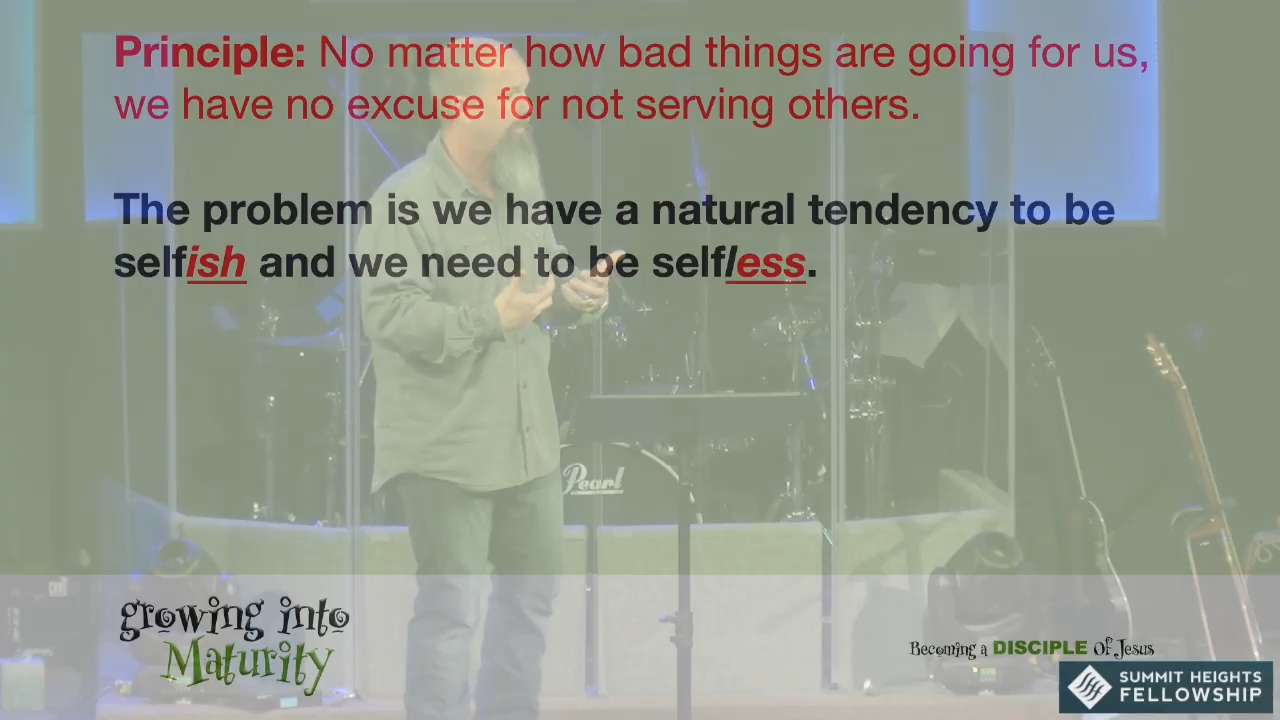 Principle: No matter how bad things are going for us,
we have no excuse for not serving others.
The problem is we have a natural tendency to be
selfish and we need to be selfless.
Pearl
growing into
Maturity
Becoming a DISCIPLE Of Jesus
SUMMIT HEIGHTS
FELLOWSHIP